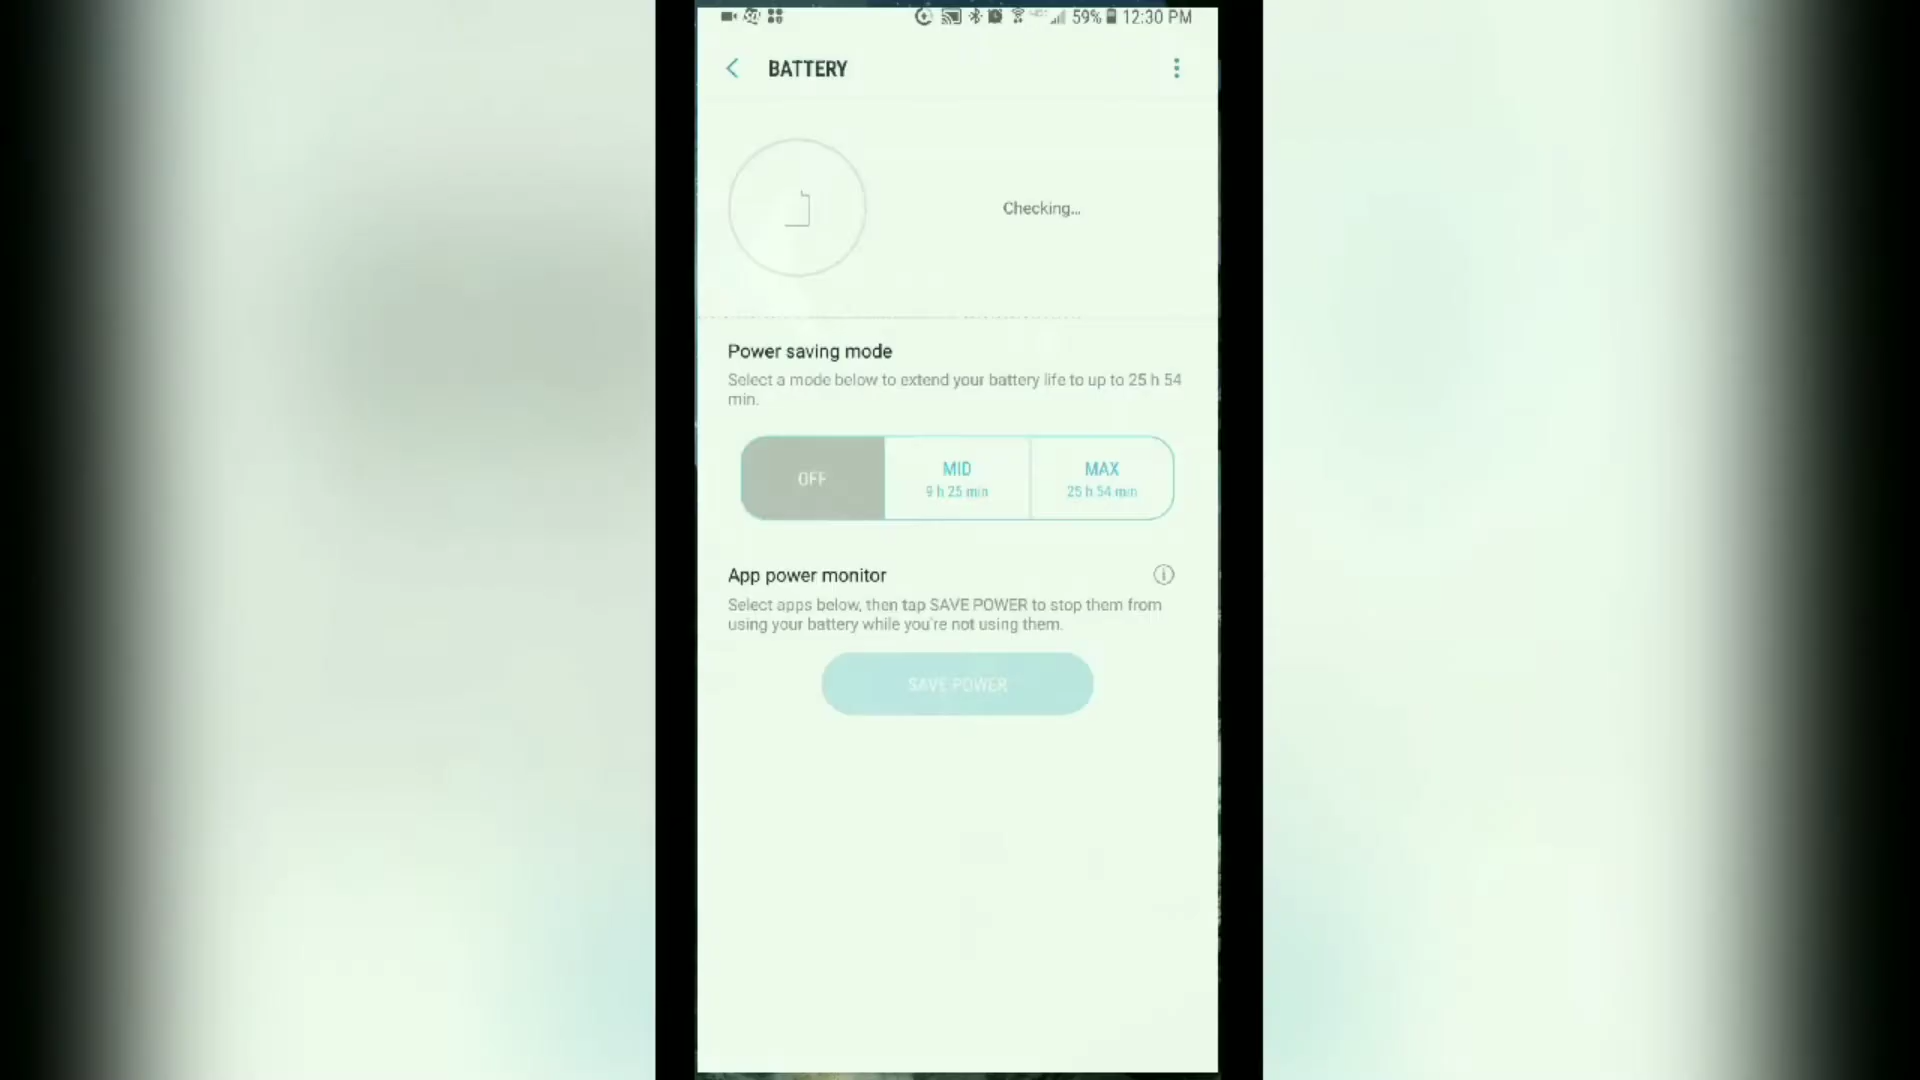 59% 12:30 PM
BATTERY
Checking...
Power saving mode
Select a mode below to extend your battery life to up to 25 h 54
min.
OFF
MID
9 h 25 min
MAX
25 h 54 min
App power monitor
Select apps below, then tap SAVE POWER to stop them from
using your battery while you're not using them.
SAVE POWER